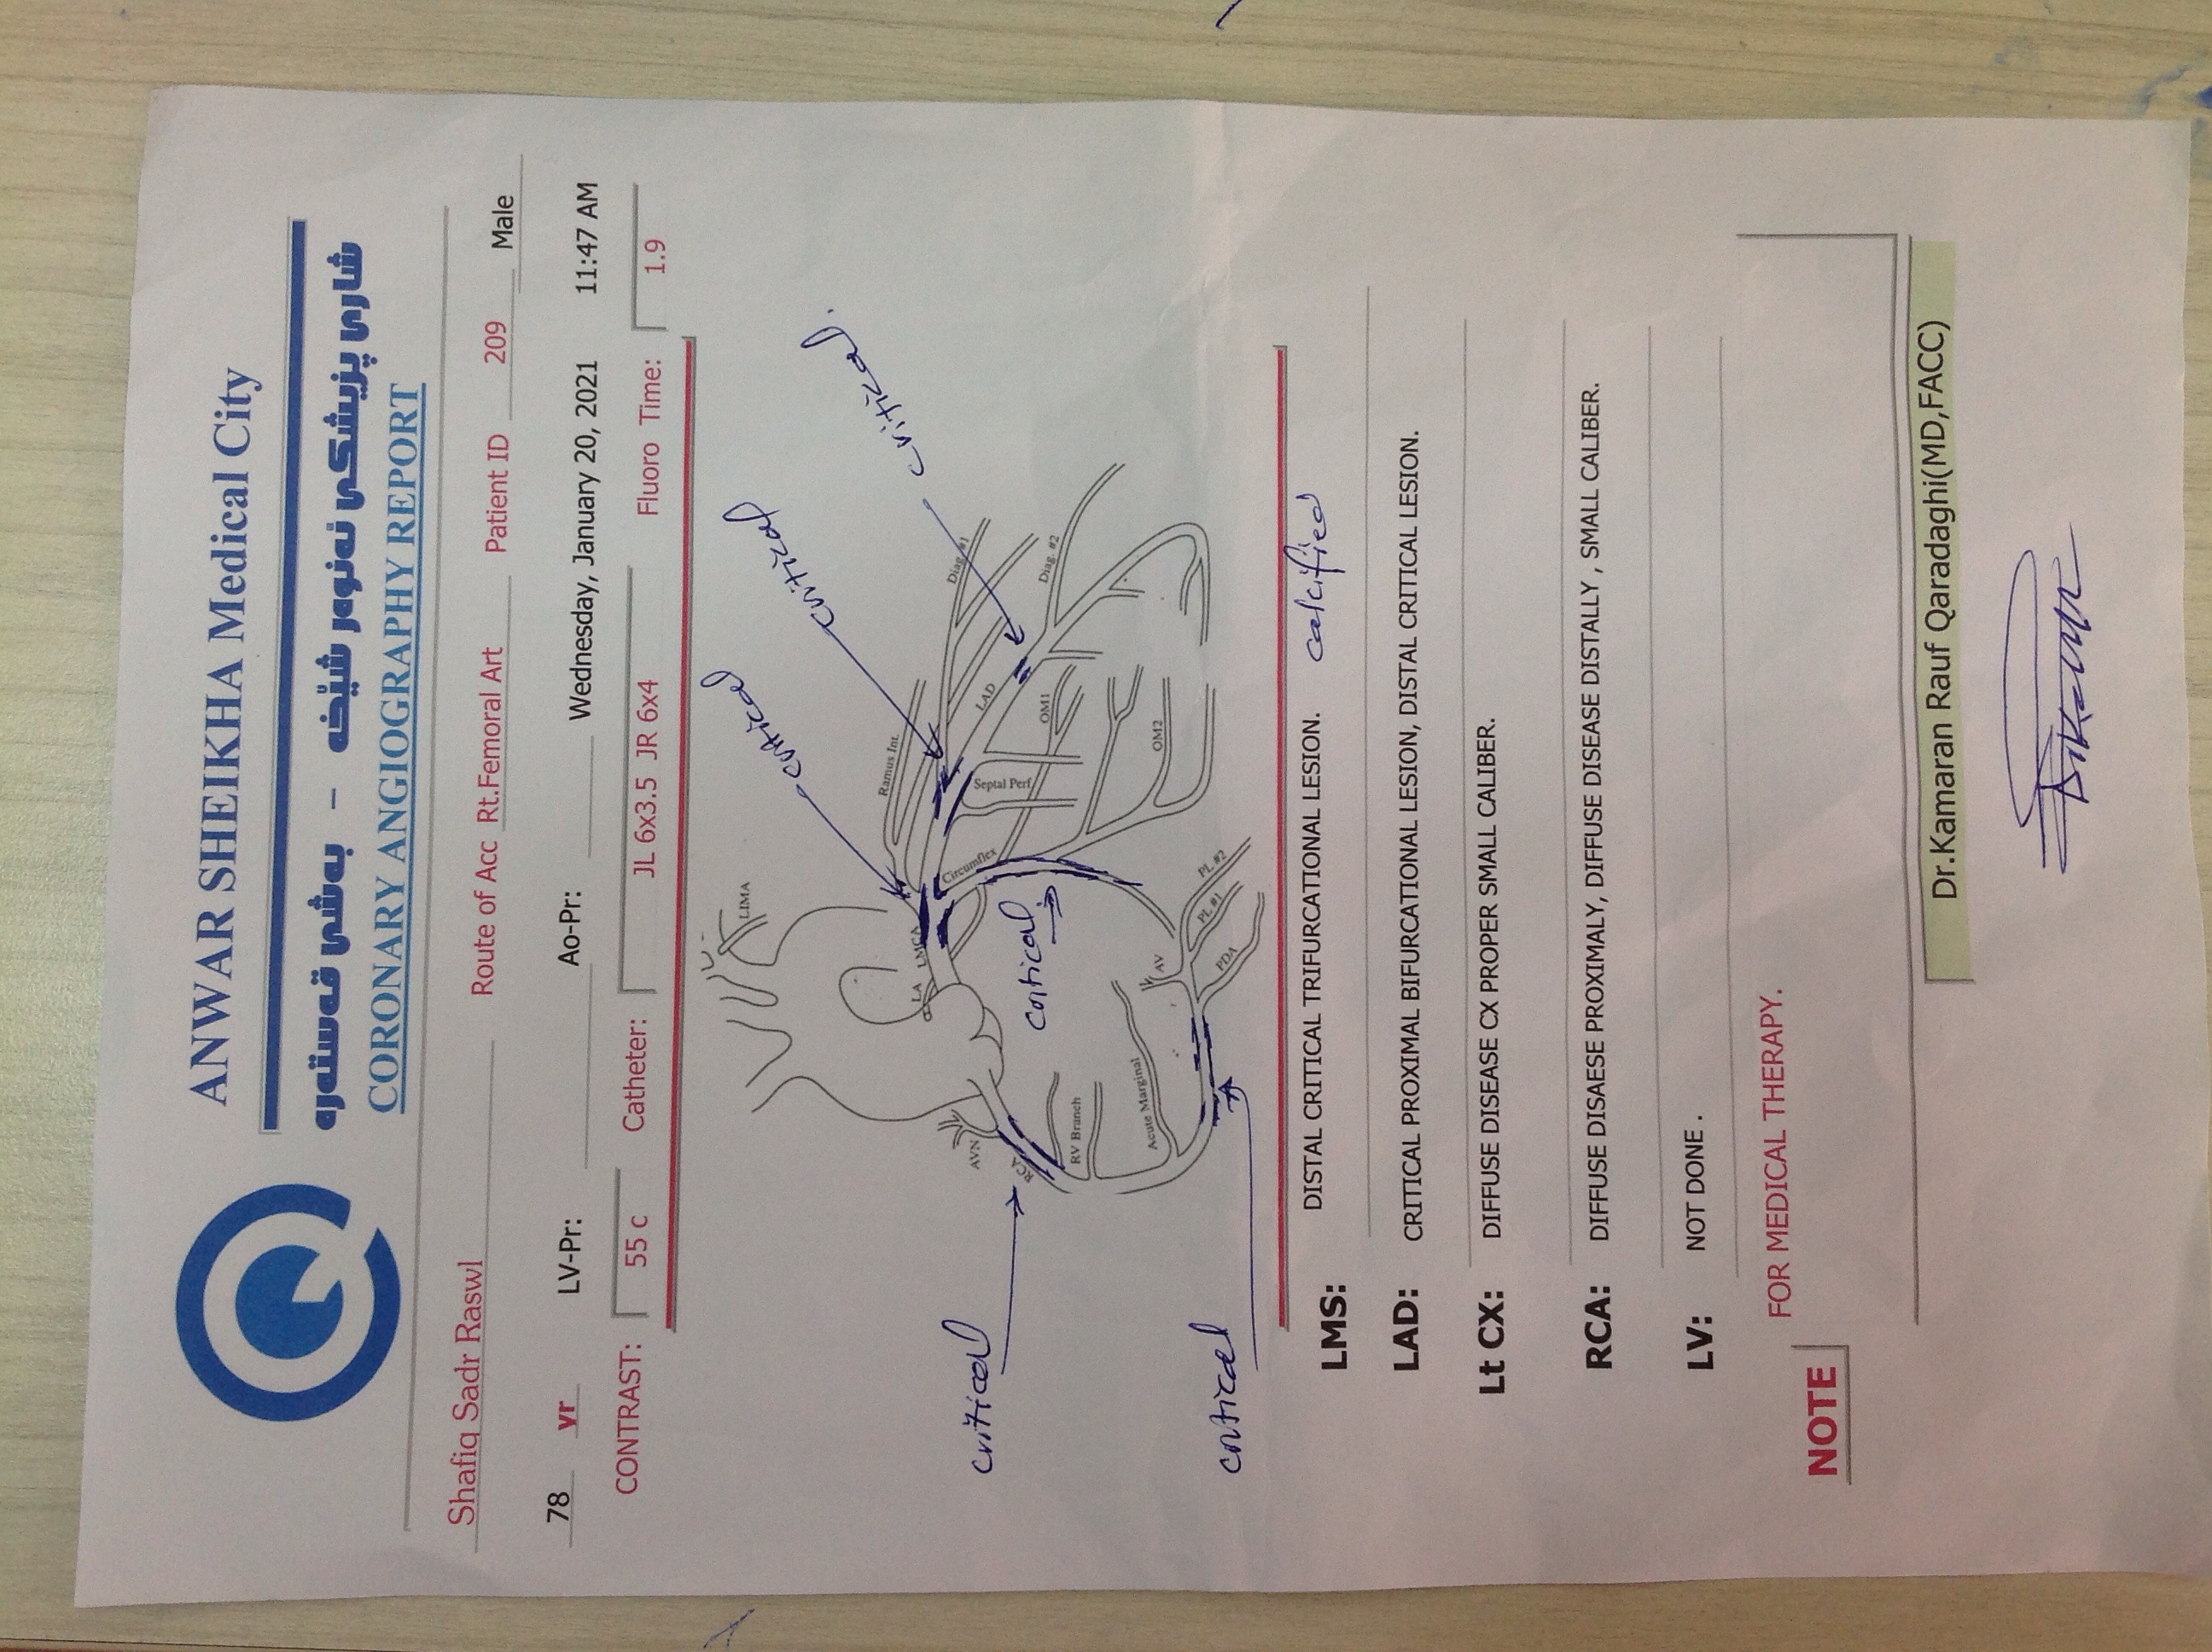 ANWAR SHEIKHA Medical City
شاری پزیشكی ئەنوەر شێخە - بەشی قەستەرە
CORONARY ANGIOGRAPHY REPORT
Shafiq Sadr Raswl Route of Acc Rt.Femoral Art Patient ID 209 Male
78 yr LV-Pr: Ao-Pr: Wednesday, January 20, 2021 11:47 AM
CONTRAST: 55 c Catheter: JL 6x3.5 JR 6x4 Fluoro Time: 1.9
critical
critical
critical
LIMA
Ramus Int.
Diag. #1
LA
LMCA
Circumflex
LAD
Diag. #2
Septal Perf
OM1
OM2
AVN
RCA
RV Branch
Acute Marginal
AV
PDA
PL #1
PL #2
critical
critical
critical
LMS: DISTAL CRITICAL TRIFURCATIONAL LESION. calcified
LAD: CRITICAL PROXIMAL BIFURCATIONAL LESION, DISTAL CRITICAL LESION.
Lt CX: DIFFUSE DISEASE CX PROPER SMALL CALIBER.
RCA: DIFFUSE DISAESE PROXIMALY, DIFFUSE DISEASE DISTALLY , SMALL CALIBER.
LV: NOT DONE .
NOTE FOR MEDICAL THERAPY.
Dr.Kamaran Rauf Qaradaghi(MD,FACC)